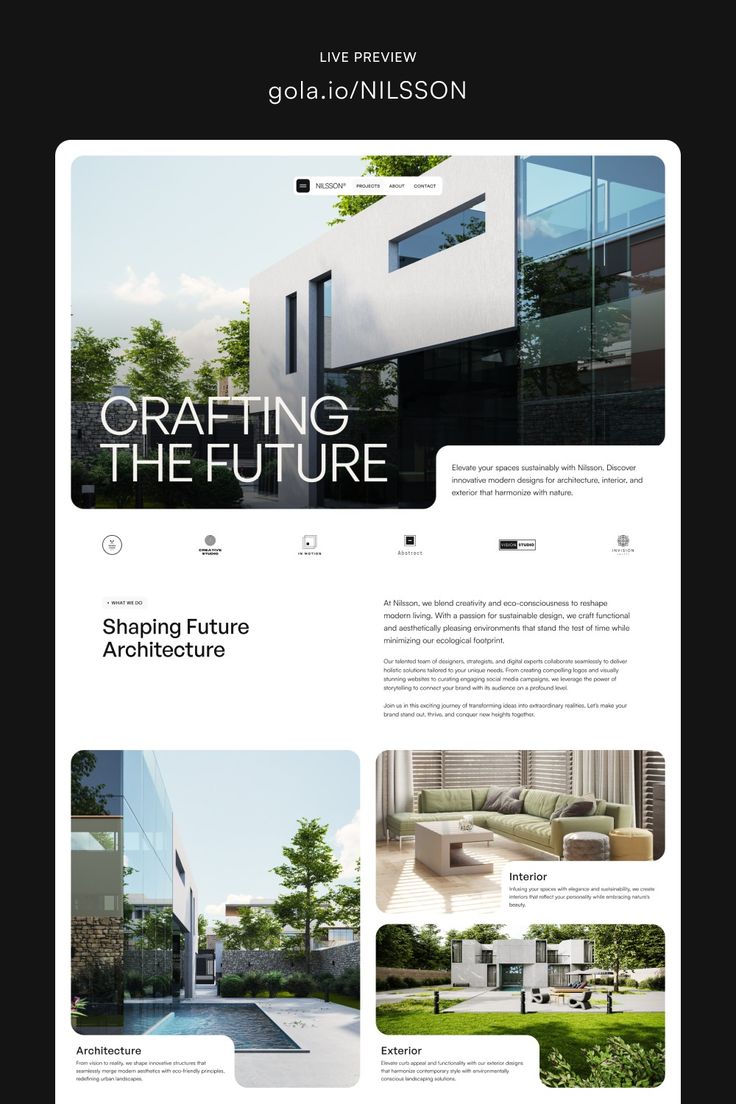 LIVE PREVIEW
gola.io/NILSSON
NILSSON®
PROJECTS
ABOUT
CONTACT
CRAFTING
THE FUTURE
Elevate your spaces sustainably with Nilsson. Discover
innovative modern designs for architecture, interior, and
exterior that harmonize with nature.
CREATIVE
STUDIO
IN MOTION
Abstract
VISION STUDIO
INVISION
• WHAT WE DO
Shaping Future
Architecture
At Nilsson, we blend creativity and eco-consciousness to reshape
modern living. With a passion for sustainable design, we craft functional
and aesthetically pleasing environments that stand the test of time while
minimizing our ecological footprint.
Our talented team of designers, strategists, and digital experts collaborate seamlessly to deliver
holistic solutions tailored to your unique needs. From creating compelling logos and visually
stunning websites to curating engaging social media campaigns, we leverage the power of
storytelling to connect your brand with its audience on a profound level.
Join us in this exciting journey of transforming ideas into extraordinary realities. Let's make your
brand stand out, thrive, and conquer new heights together.
Interior
Infusing your spaces with elegance and sustainability, we create
interiors that reflect your personality while embracing nature's
beauty.
Architecture
From vision to reality, we shape innovative structures that
seamlessly merge modern aesthetics with eco-friendly principles,
redefining urban landscapes.
Exterior
Elevate curb appeal and functionality with our exterior designs
that harmonize contemporary style with environmentally
conscious landscaping solutions.